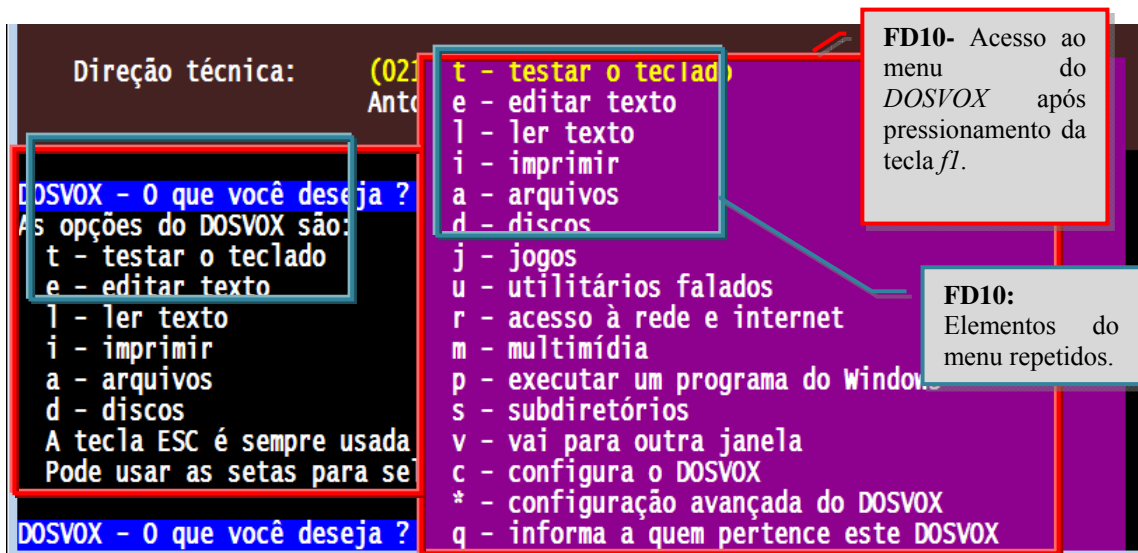 Direção técnica: (021
Anto
DOSVOX - O que você deseja ?
As opções do DOSVOX são:
t - testar o teclado
e - editar texto
l - ler texto
i - imprimir
a - arquivos
d - discos
A tecla ESC é sempre usada
Pode usar as setas para sel
DOSVOX - O que você deseja ?
t - testar o teclado
e - editar texto
l - ler texto
i - imprimir
a - arquivos
d - discos
j - jogos
u - utilitários falados
r - acesso à rede e internet
m - multimídia
p - executar um programa do Windows
s - subdiretórios
v - vai para outra janela
c - configura o DOSVOX
* - configuração avançada do DOSVOX
q - informa a quem pertence este DOSVOX
FD10- Acesso ao
menu do
DOSVOX após
pressionamento da
tecla f1.
FD10:
Elementos do
menu repetidos.